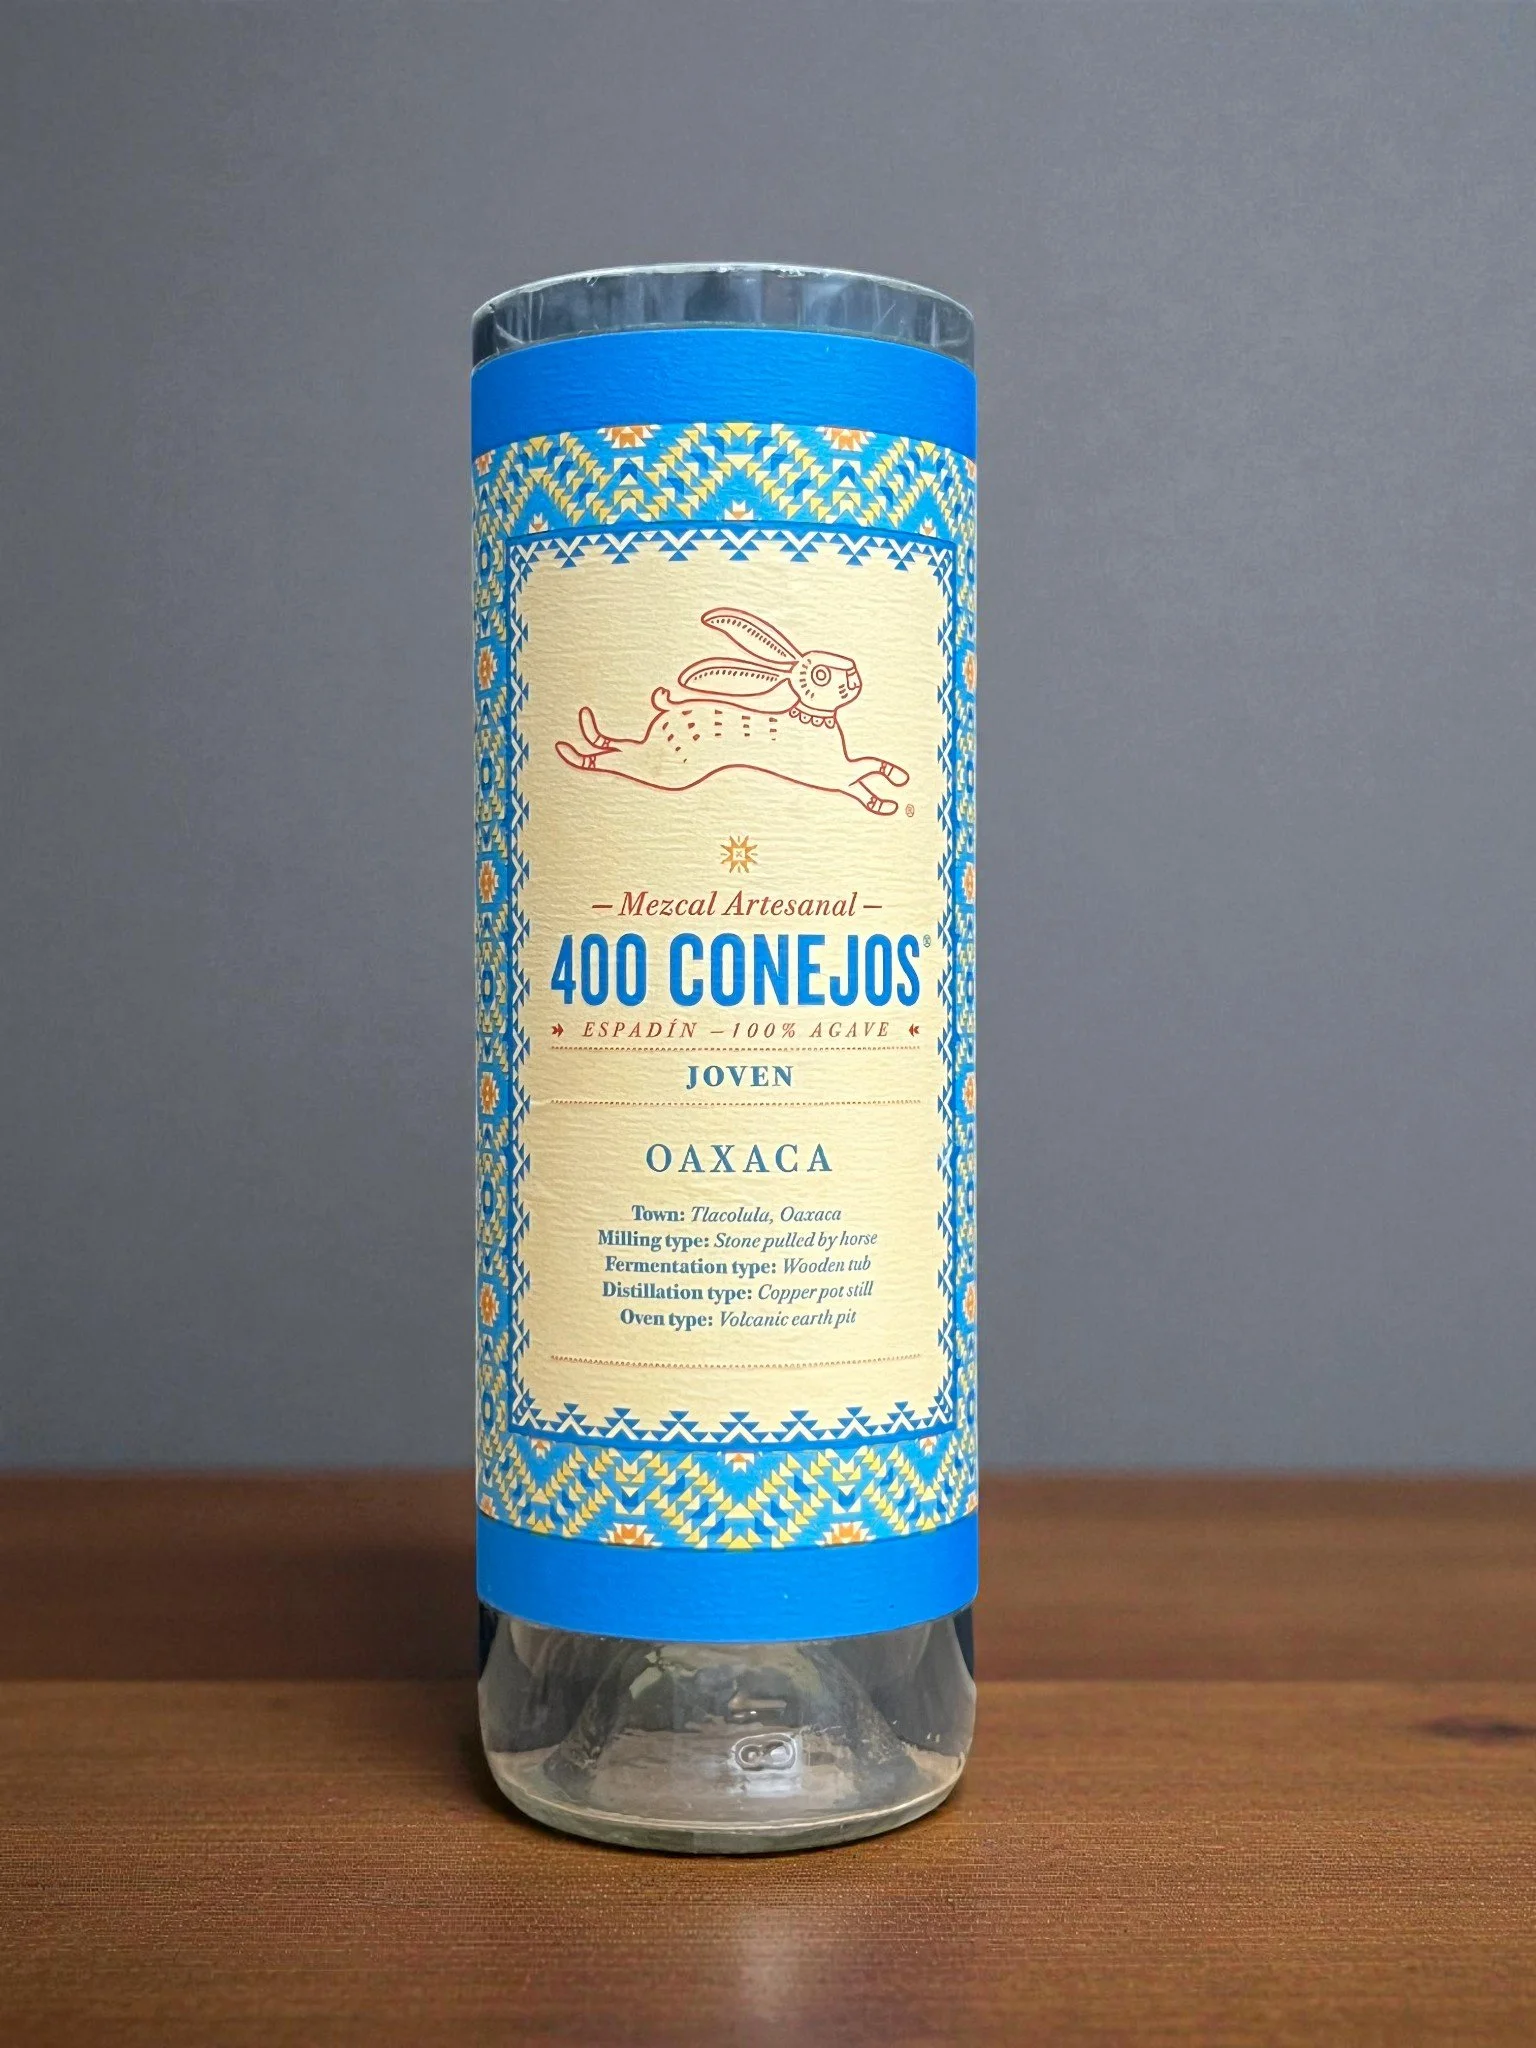 — Mezcal Artesanal —
400 CONEJOS®
ESPADÍN — 100% AGAVE
JOVEN
OAXACA
Town: Tlacolula, Oaxaca
Milling type: Stone pulled by horse
Fermentation type: Wooden tub
Distillation type: Copper pot still
Oven type: Volcanic earth pit
8